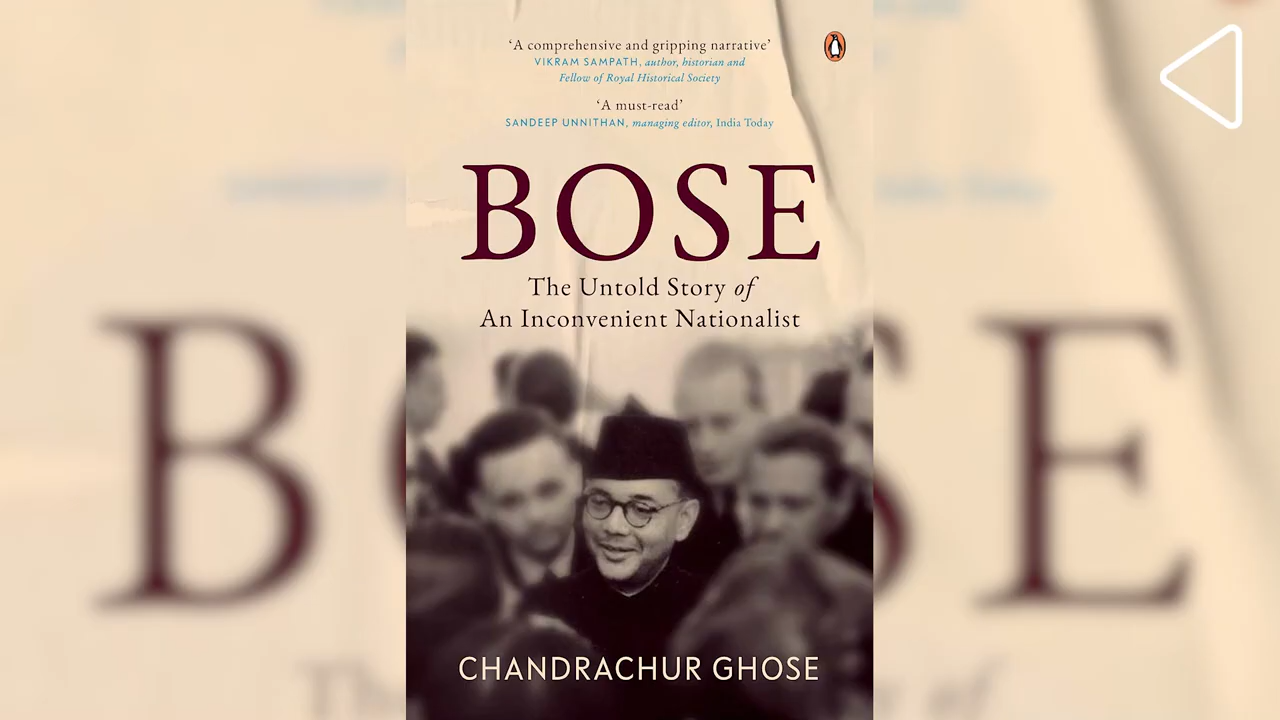 ‘A comprehensive and gripping narrative’
VIKRAM SAMPATH, author, historian and
Fellow of Royal Historical Society
‘A must-read’
SANDEEP UNNITHAN, managing editor, India Today
BOSE
The Untold Story of
An Inconvenient Nationalist
CHANDRACHUR GHOSE